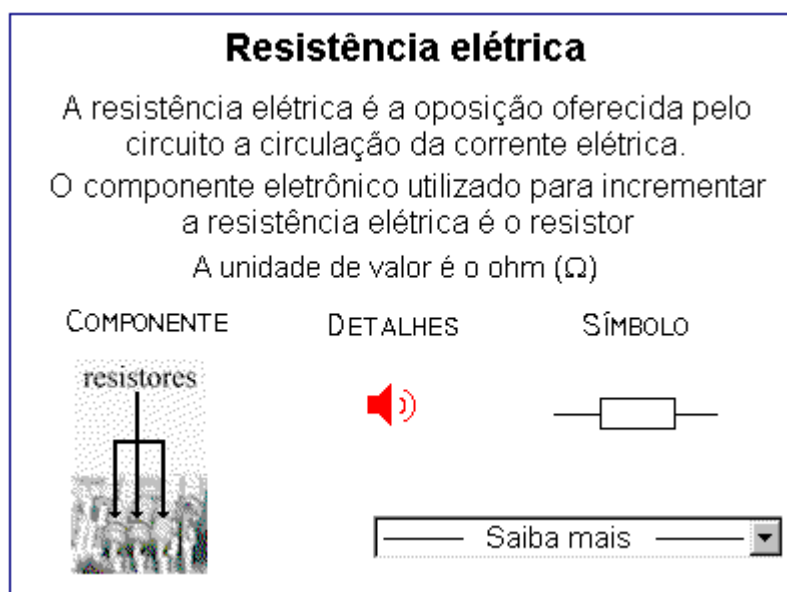 Resistência elétrica
A resistência elétrica é a oposição oferecida pelo
circuito a circulação da corrente elétrica.
O componente eletrônico utilizado para incrementar
a resistência elétrica é o resistor
A unidade de valor é o ohm (Ω)
COMPONENTE DETALHES SÍMBOLO
resistores
Saiba mais